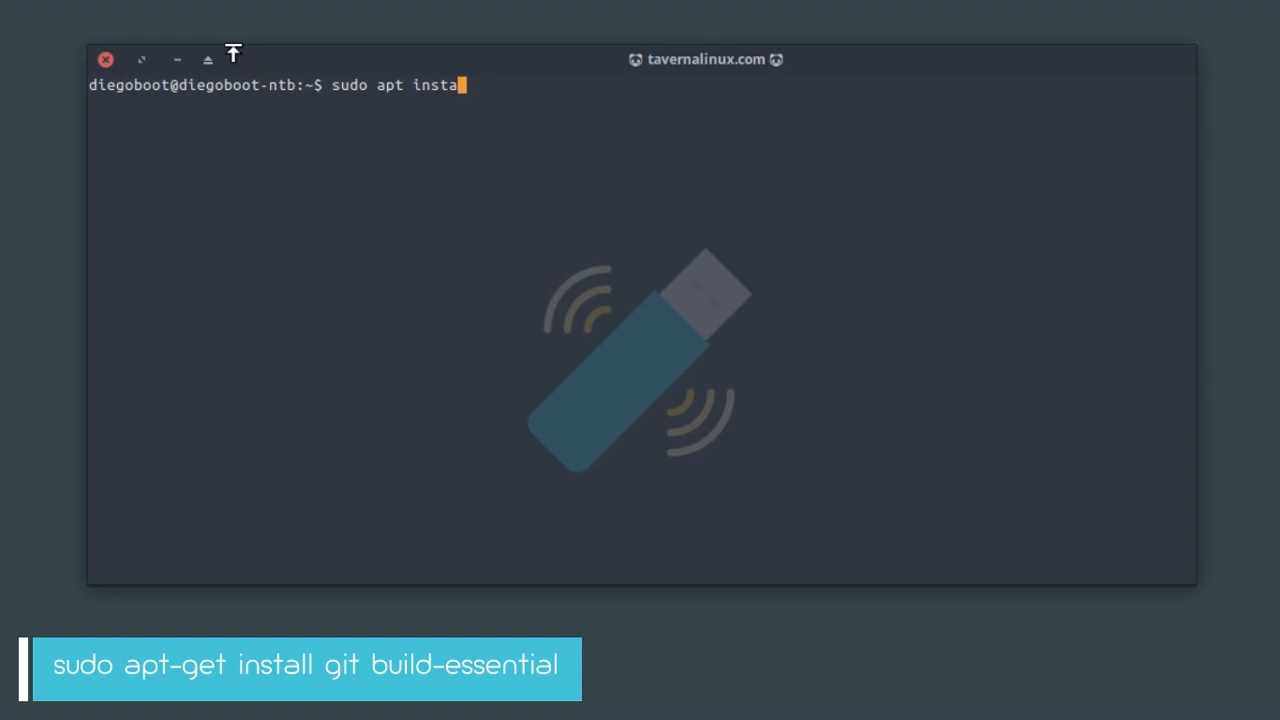 🐼 tavernalinux.com 🐼
diegoboot@diegoboot-ntb:~$ sudo apt insta
sudo apt-get install git build-essential